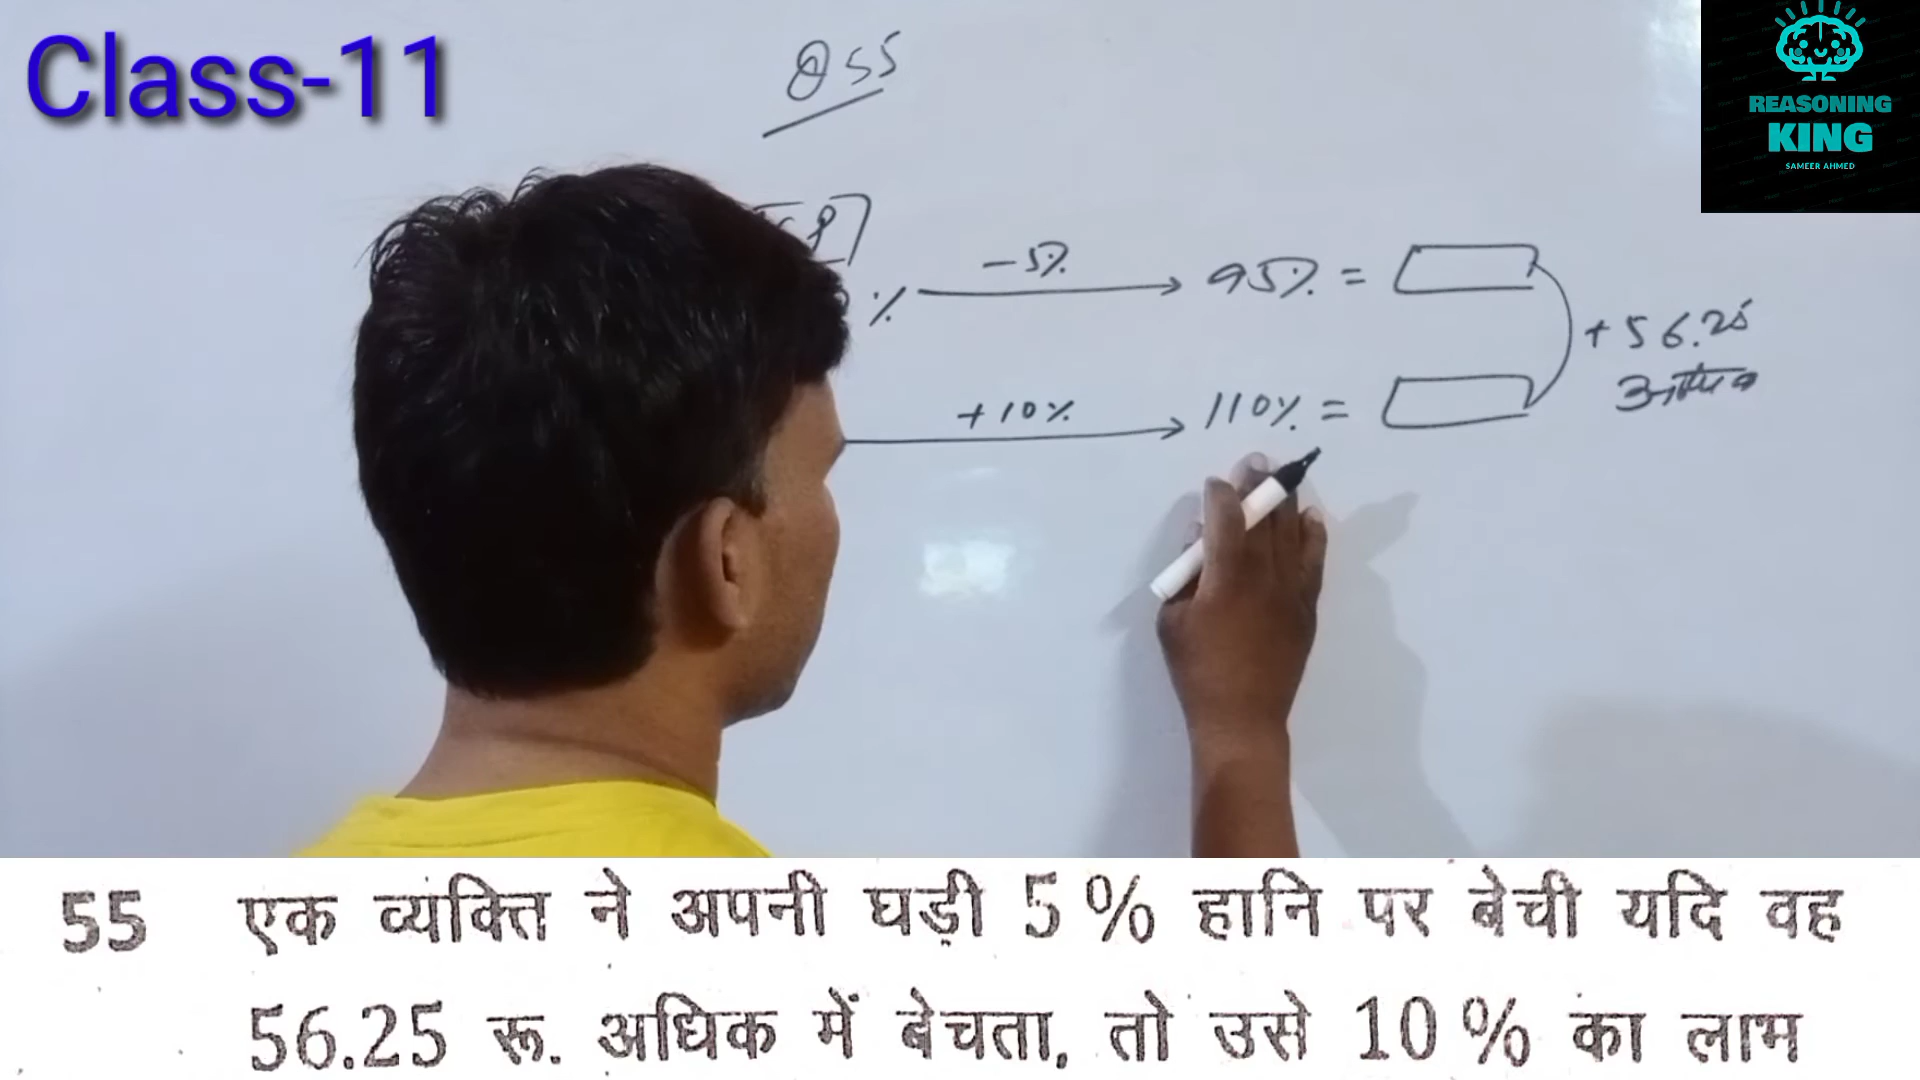 Class-11
Q 55
REASONING
KING
SAMEER AHMED
% -5% 95% =
+56.25
अधिक
+10% 110% =
55 एक व्यक्ति ने अपनी घड़ी 5% हानि पर बेची यदि वह
56.25 रू. अधिक में बेचता, तो उसे 10% का लाभ